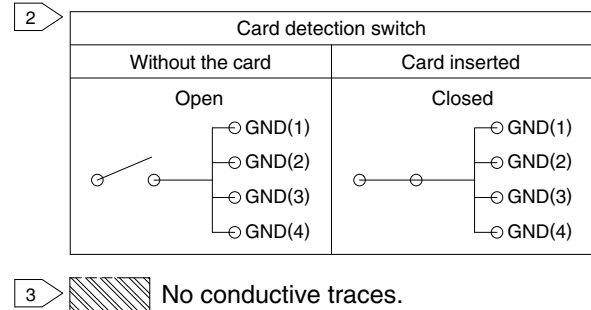 2
Card detection switch
Without the card Card inserted
Open Closed
GND(1) GND(1)
GND(2) GND(2)
GND(3) GND(3)
GND(4) GND(4)
3 No conductive traces.